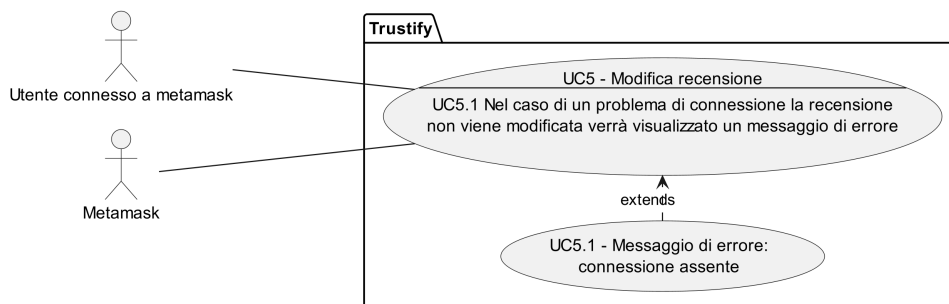 Trustify
Utente connesso a metamask
UC5 - Modifica recensione
UC5.1 Nel caso di un problema di connessione la recensione
non viene modificata verrà visualizzato un messaggio di errore
Metamask
extends
UC5.1 - Messaggio di errore:
connessione assente